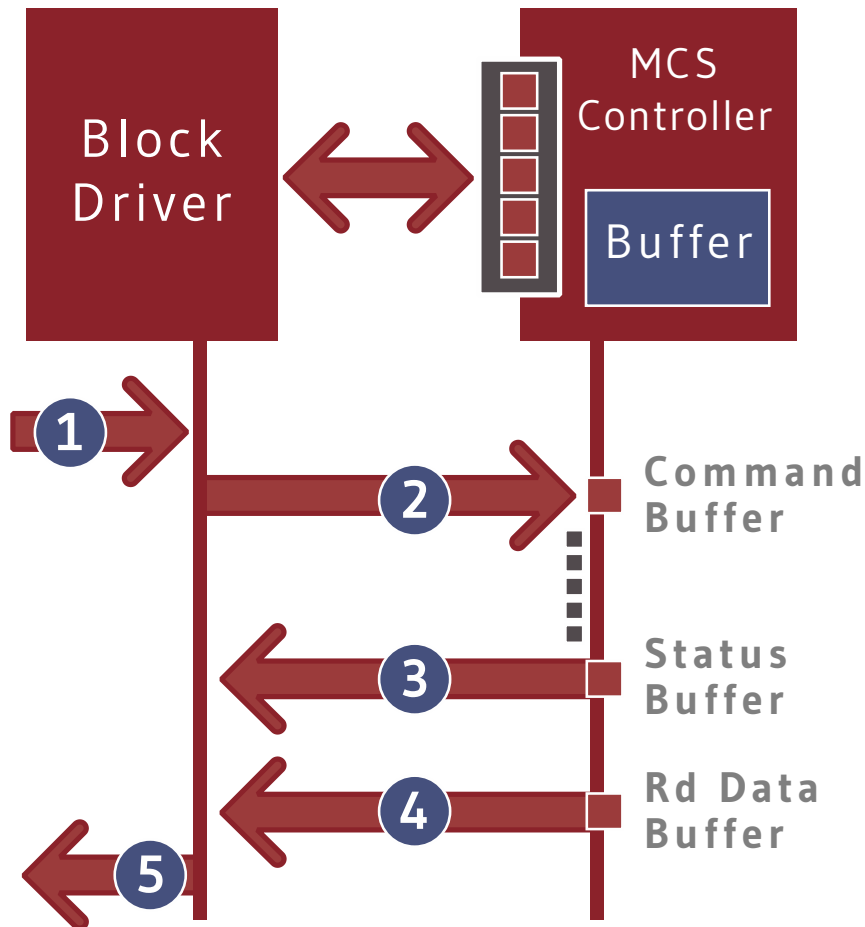 Block
Driver
MCS
Controller
Buffer
1
2
Command
Buffer
3
Status
Buffer
4
Rd Data
Buffer
5